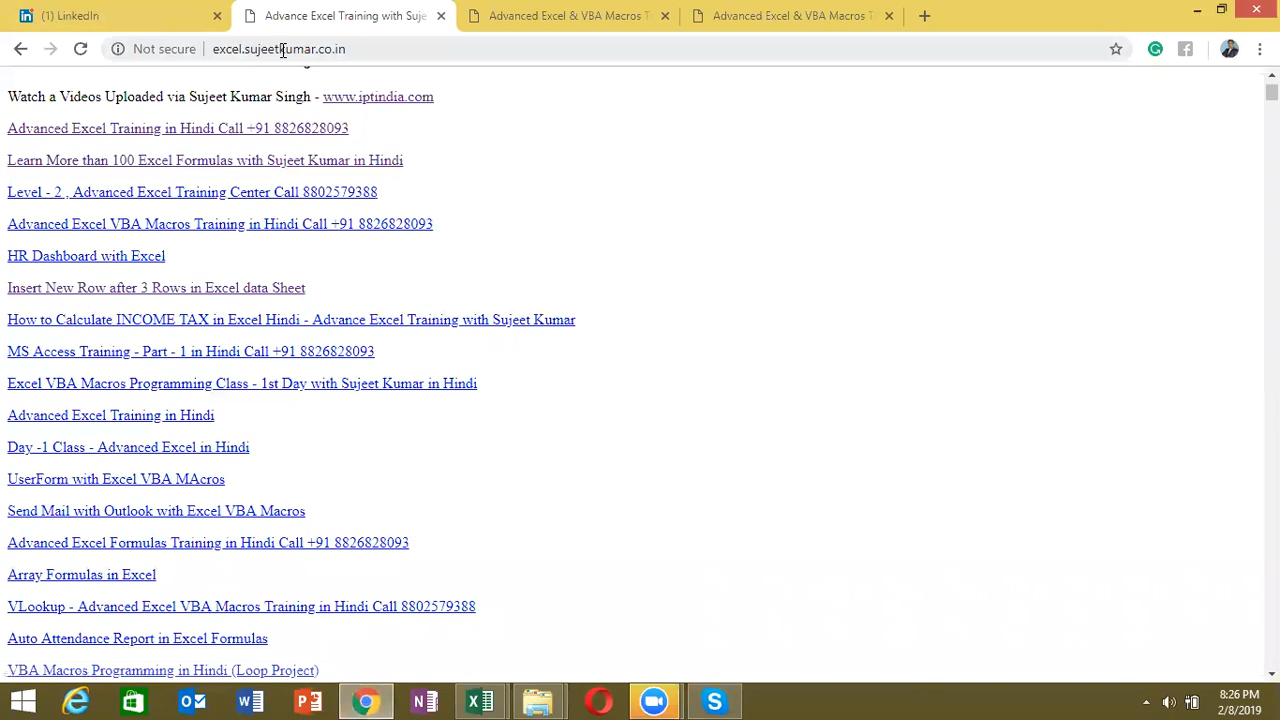 (1) LinkedIn
Advance Excel Training with Suje
Advanced Excel & VBA Macros T
Advanced Excel & VBA Macros T
Not secure
excel.sujeetkumar.co.in
Watch a Videos Uploaded via Sujeet Kumar Singh - www.iptindia.com
Advanced Excel Training in Hindi Call +91 8826828093
Learn More than 100 Excel Formulas with Sujeet Kumar in Hindi
Level - 2 , Advanced Excel Training Center Call 8802579388
Advanced Excel VBA Macros Training in Hindi Call +91 8826828093
HR Dashboard with Excel
Insert New Row after 3 Rows in Excel data Sheet
How to Calculate INCOME TAX in Excel Hindi - Advance Excel Training with Sujeet Kumar
MS Access Training - Part - 1 in Hindi Call +91 8826828093
Excel VBA Macros Programming Class - 1st Day with Sujeet Kumar in Hindi
Advanced Excel Training in Hindi
Day -1 Class - Advanced Excel in Hindi
UserForm with Excel VBA MAcros
Send Mail with Outlook with Excel VBA Macros
Advanced Excel Formulas Training in Hindi Call +91 8826828093
Array Formulas in Excel
VLookup - Advanced Excel VBA Macros Training in Hindi Call 8802579388
Auto Attendance Report in Excel Formulas
VBA Macros Programming in Hindi (Loop Project)
8:26 PM
2/8/2019